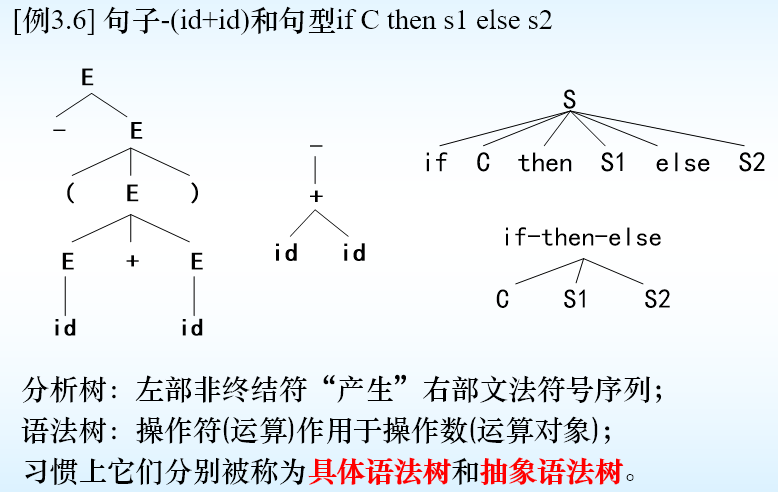 [例3.6] 句子-(id+id)和句型if C then s1 else s2
E
- E
( E )
E + E
id id
-
+
id id
S
if C then S1 else S2
if-then-else
C S1 S2
分析树：左部非终结符“产生”右部文法符号序列；
语法树：操作符(运算)作用于操作数(运算对象)；
习惯上它们分别被称为具体语法树和抽象语法树。